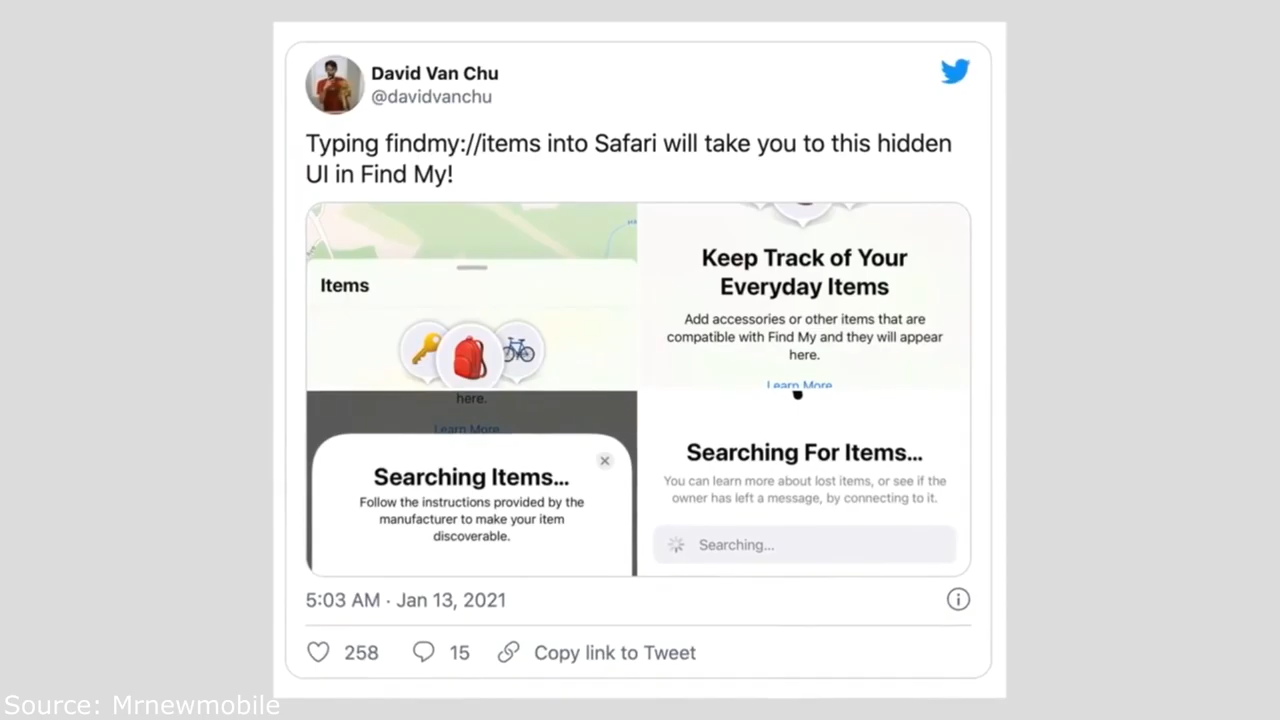 David Van Chu
@davidvanchu
Typing findmy://items into Safari will take you to this hidden
UI in Find My!
Items
Keep Track of Your
Everyday Items
Add accessories or other items that are
compatible with Find My and they will appear
here.
Learn More
here.
Learn More...
Searching Items...
Follow the instructions provided by the
manufacturer to make your item
discoverable.
Searching For Items...
You can learn more about lost items, or see if the
owner has left a message, by connecting to it.
Searching...
5:03 AM · Jan 13, 2021
258
15
Copy link to Tweet
Source: Mrnewmobile